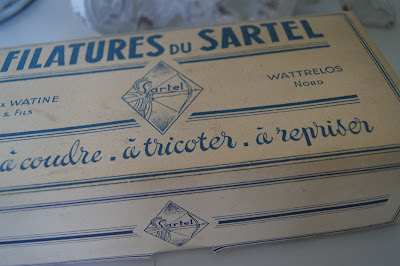 FILATURES DU SARTEL
X WATINE
& FILS
Sartel
WATTRELOS
NORD
à coudre . à tricoter . à repriser
Sartel